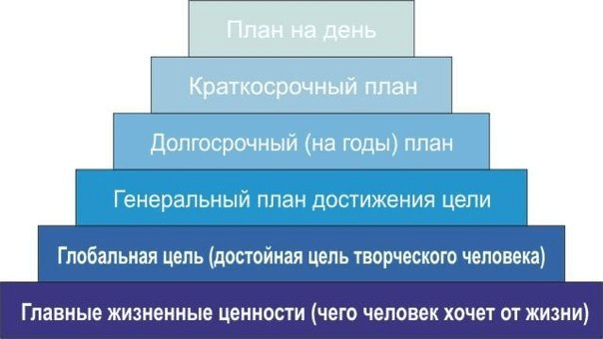 План на день
Краткосрочный план
Долгосрочный (на годы) план
Генеральный план достижения цели
Глобальная цель (достойная цель творческого человека)
Главные жизненные ценности (чего человек хочет от жизни)